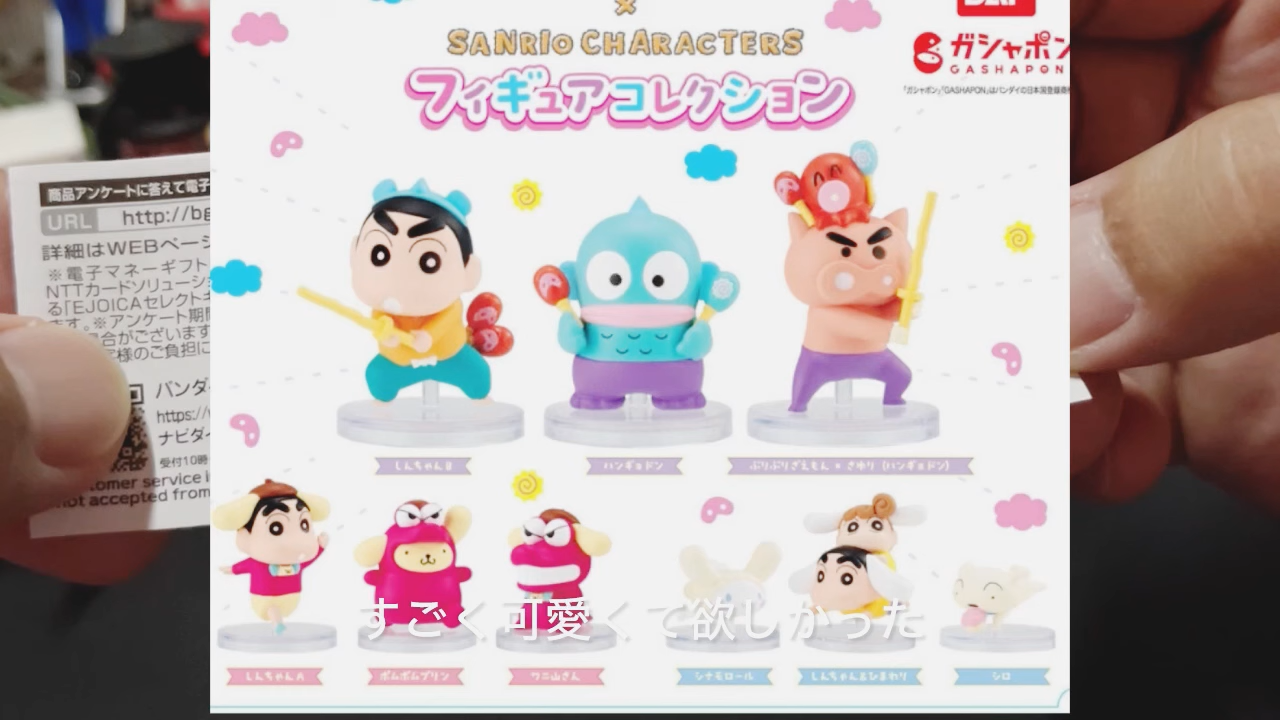 ×
SANRIO CHARACTERS
フィギュアコレクション
ガシャポン
GASHAPON
「ガシャポン」「GASHAPON」はバンダイの日本国登録商標
商品アンケートに答えて電子
URL http://bg
詳細はWEBページ
※電子マネーギフト
NTTカードソリューショ
る「EJOICAセレクトギ
ます。※アンケート期間
合がございます
様のご負担に
バンダイ
https://
ナビダイ
受付10時
tomer service i
not accepted from
しんちゃんB
ハンギョドン
ぶりぶりざえもん × さゆり (ハンギョドン)
しんちゃんA
ポムポムプリン
ワニ山さん
シナモロール
しんちゃん&ひまわり
シロ
すごく可愛くて欲しかった